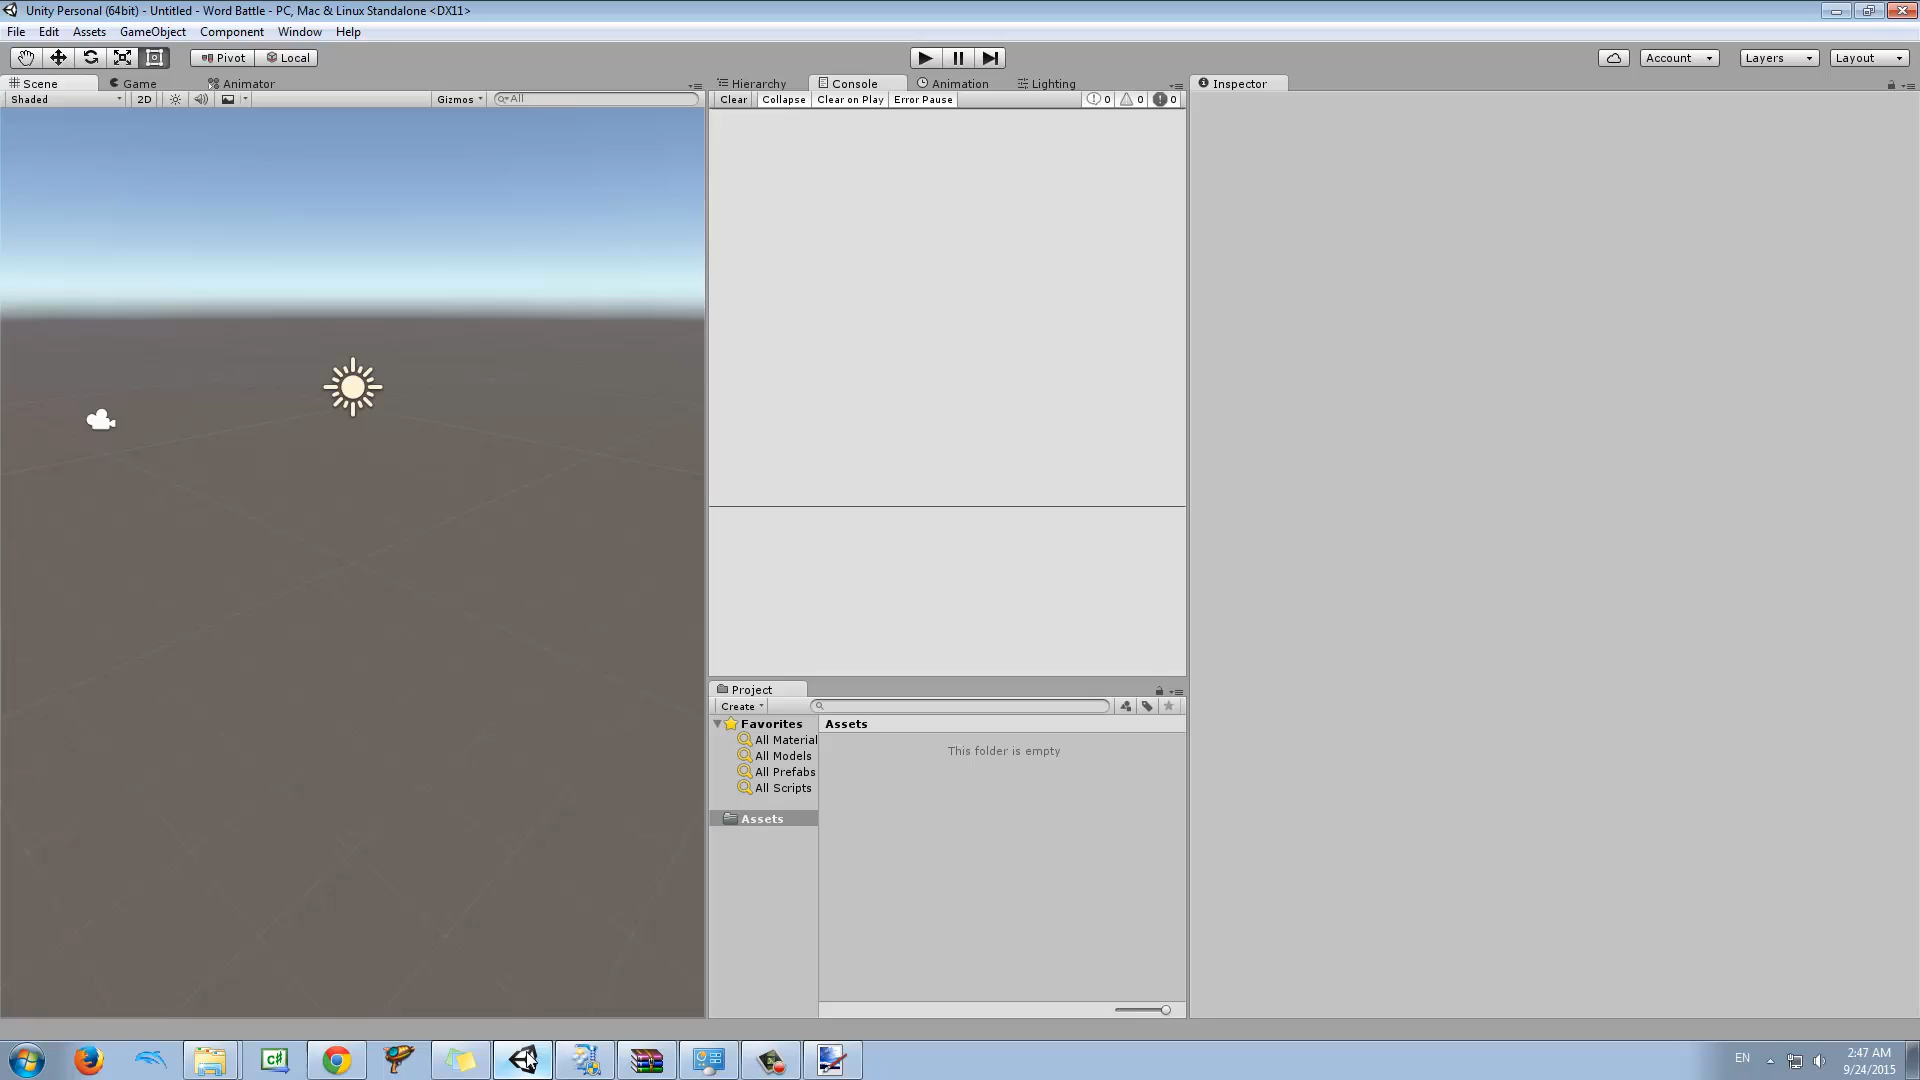 Unity Personal (64bit) - Untitled - Word Battle - PC, Mac & Linux Standalone <DX11>
File Edit Assets GameObject Component Window Help
Pivot Local Account Layers Layout
Scene Game Animator Hierarchy Console Animation Lighting Inspector
Shaded 2D Gizmos All Clear Collapse Clear on Play Error Pause 0 0 0
Project
Create
Favorites Assets
All Material This folder is empty
All Models
All Prefabs
All Scripts
Assets
C# EN 2:47 AM
9/24/2015